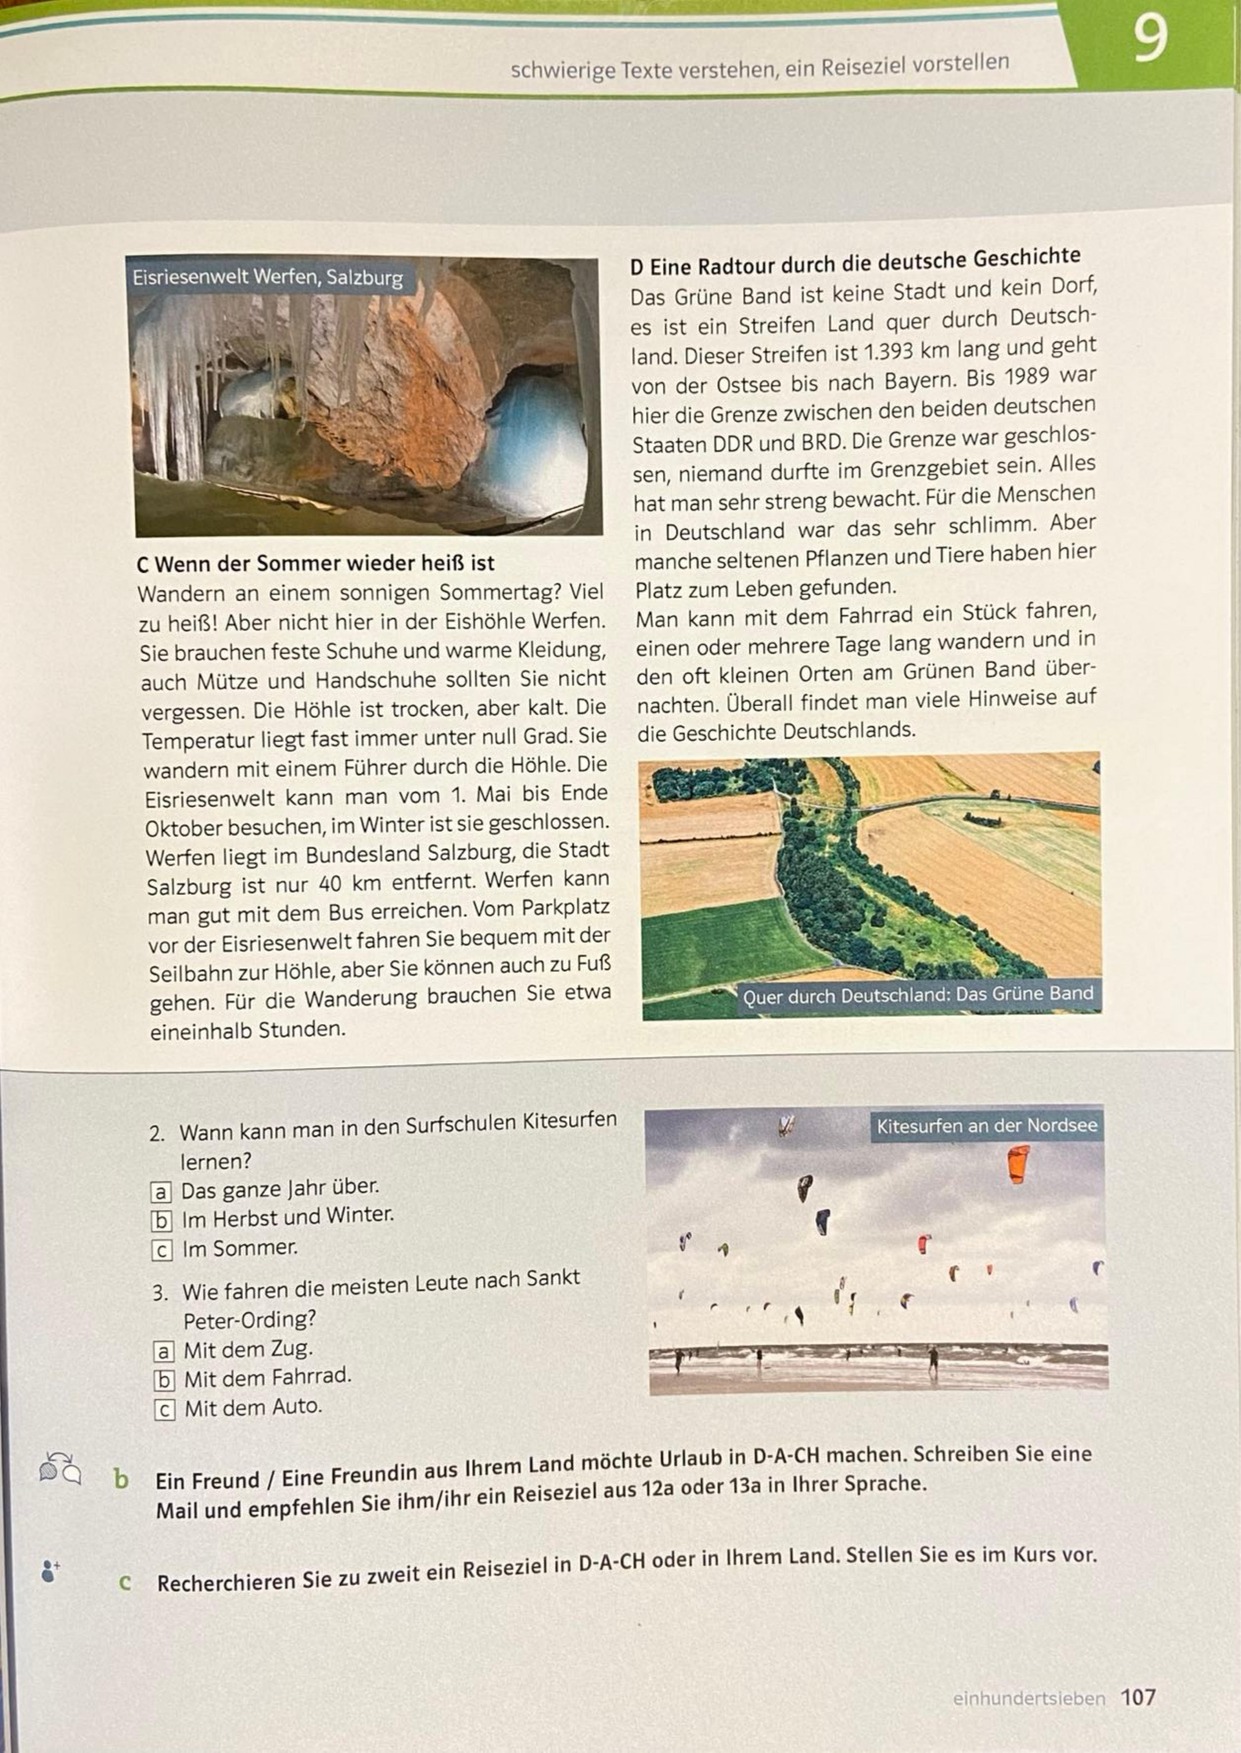 9
schwierige Texte verstehen, ein Reiseziel vorstellen
Eisriesenwelt Werfen, Salzburg
C Wenn der Sommer wieder heiß ist
Wandern an einem sonnigen Sommertag? Viel
zu heiß! Aber nicht hier in der Eishöhle Werfen.
Sie brauchen feste Schuhe und warme Kleidung,
auch Mütze und Handschuhe sollten Sie nicht
vergessen. Die Höhle ist trocken, aber kalt. Die
Temperatur liegt fast immer unter null Grad. Sie
wandern mit einem Führer durch die Höhle. Die
Eisriesenwelt kann man vom 1. Mai bis Ende
Oktober besuchen, im Winter ist sie geschlossen.
Werfen liegt im Bundesland Salzburg, die Stadt
Salzburg ist nur 40 km entfernt. Werfen kann
man gut mit dem Bus erreichen. Vom Parkplatz
vor der Eisriesenwelt fahren Sie bequem mit der
Seilbahn zur Höhle, aber Sie können auch zu Fuß
gehen. Für die Wanderung brauchen Sie etwa
eineinhalb Stunden.
D Eine Radtour durch die deutsche Geschichte
Das Grüne Band ist keine Stadt und kein Dorf,
es ist ein Streifen Land quer durch Deutsch-
land. Dieser Streifen ist 1.393 km lang und geht
von der Ostsee bis nach Bayern. Bis 1989 war
hier die Grenze zwischen den beiden deutschen
Staaten DDR und BRD. Die Grenze war geschlos-
sen, niemand durfte im Grenzgebiet sein. Alles
hat man sehr streng bewacht. Für die Menschen
in Deutschland war das sehr schlimm. Aber
manche seltenen Pflanzen und Tiere haben hier
Platz zum Leben gefunden.
Man kann mit dem Fahrrad ein Stück fahren,
einen oder mehrere Tage lang wandern und in
den oft kleinen Orten am Grünen Band über-
nachten. Überall findet man viele Hinweise auf
die Geschichte Deutschlands.
Quer durch Deutschland: Das Grüne Band
2. Wann kann man in den Surfschulen Kitesurfen
lernen?
a Das ganze Jahr über.
b Im Herbst und Winter.
c Im Sommer.
3. Wie fahren die meisten Leute nach Sankt
Peter-Ording?
a Mit dem Zug.
b Mit dem Fahrrad.
c Mit dem Auto.
Kitesurfen an der Nordsee
b Ein Freund / Eine Freundin aus Ihrem Land möchte Urlaub in D-A-CH machen. Schreiben Sie eine
Mail und empfehlen Sie ihm/ihr ein Reiseziel aus 12a oder 13a in Ihrer Sprache.
c Recherchieren Sie zu zweit ein Reiseziel in D-A-CH oder in Ihrem Land. Stellen Sie es im Kurs vor.
einhundertsieben 107